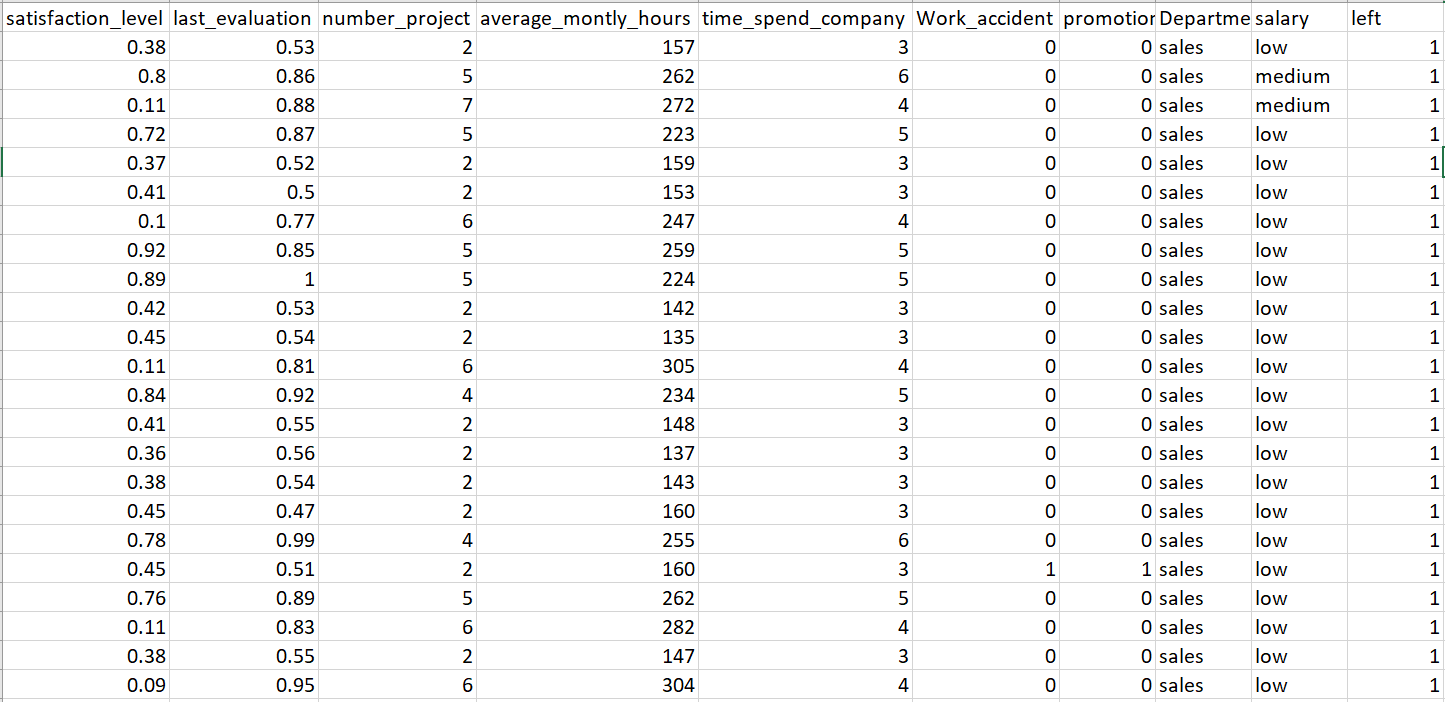 satisfaction_level last_evaluation number_project average_montly_hours time_spend_company Work_accident promotior Departme salary left
0.38 0.53 2 157 3 0 0 sales low 1
0.8 0.86 5 262 6 0 0 sales medium 1
0.11 0.88 7 272 4 0 0 sales medium 1
0.72 0.87 5 223 5 0 0 sales low 1
0.37 0.52 2 159 3 0 0 sales low 1
0.41 0.5 2 153 3 0 0 sales low 1
0.1 0.77 6 247 4 0 0 sales low 1
0.92 0.85 5 259 5 0 0 sales low 1
0.89 1 5 224 5 0 0 sales low 1
0.42 0.53 2 142 3 0 0 sales low 1
0.45 0.54 2 135 3 0 0 sales low 1
0.11 0.81 6 305 4 0 0 sales low 1
0.84 0.92 4 234 5 0 0 sales low 1
0.41 0.55 2 148 3 0 0 sales low 1
0.36 0.56 2 137 3 0 0 sales low 1
0.38 0.54 2 143 3 0 0 sales low 1
0.45 0.47 2 160 3 0 0 sales low 1
0.78 0.99 4 255 6 0 0 sales low 1
0.45 0.51 2 160 3 1 1 sales low 1
0.76 0.89 5 262 5 0 0 sales low 1
0.11 0.83 6 282 4 0 0 sales low 1
0.38 0.55 2 147 3 0 0 sales low 1
0.09 0.95 6 304 4 0 0 sales low 1